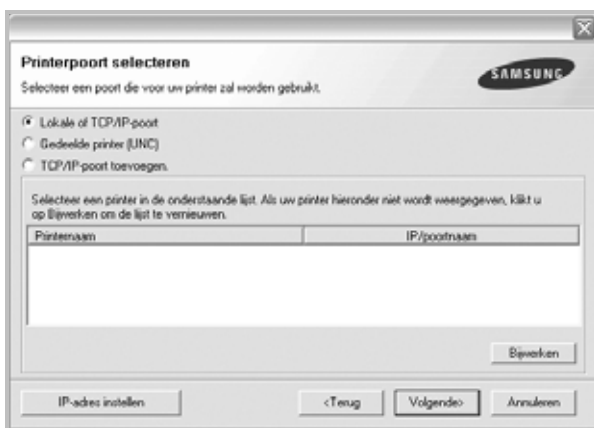 Printerpoort selecteren
Selecteer een poort die voor uw printer zal worden gebruikt.
SAMSUNG
Lokale of TCP/IP-poort
Gedeelde printer (UNC)
TCP/IP-poort toevoegen.
Selecteer een printer in de onderstaande lijst. Als uw printer hieronder niet wordt weergegeven, klikt u
op Bijwerken om de lijst te vernieuwen.
Printernaam IP/poortnaam
Bijwerken
IP-adres instellen <Terug Volgende> Annuleren